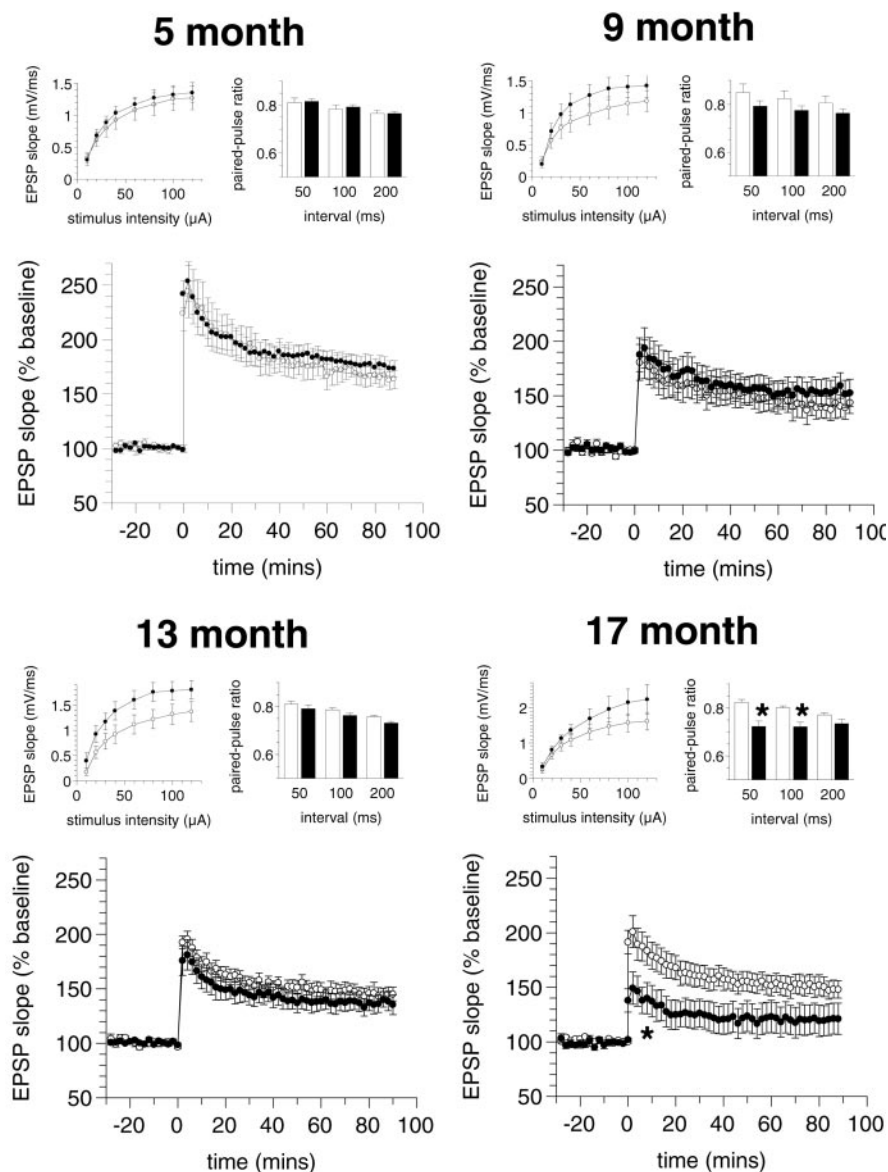 5 month
EPSP slope (mV/ms)
1.5
1
0.5
0
0 50 100
stimulus intensity (µA)
paired-pulse ratio
0.8
0.6
50 100 200
interval (ms)
EPSP slope (% baseline)
250
200
150
100
50
-20 0 20 40 60 80 100
time (mins)
9 month
EPSP slope (mV/ms)
1.5
1
0.5
0
0 50 100
stimulus intensity (µA)
paired-pulse ratio
0.8
0.6
50 100 200
interval (ms)
EPSP slope (% baseline)
250
200
150
100
50
-20 0 20 40 60 80
time (mins)
13 month
EPSP slope (mV/ms)
1.5
1
0.5
0
0 50 100
stimulus intensity (µA)
paired-pulse ratio
0.8
0.6
50 100 200
interval (ms)
EPSP slope (% baseline)
250
200
150
100
50
-20 0 20 40 60 80 100
time (mins)
17 month
EPSP slope (mV/ms)
2
1
0
0 50 100
stimulus intensity (µA)
paired-pulse ratio
0.8
0.6
* *
50 100 200
interval (ms)
EPSP slope (% baseline)
250
200
150
100
50
*
-20 0 20 40 60 80 100
time (mins)